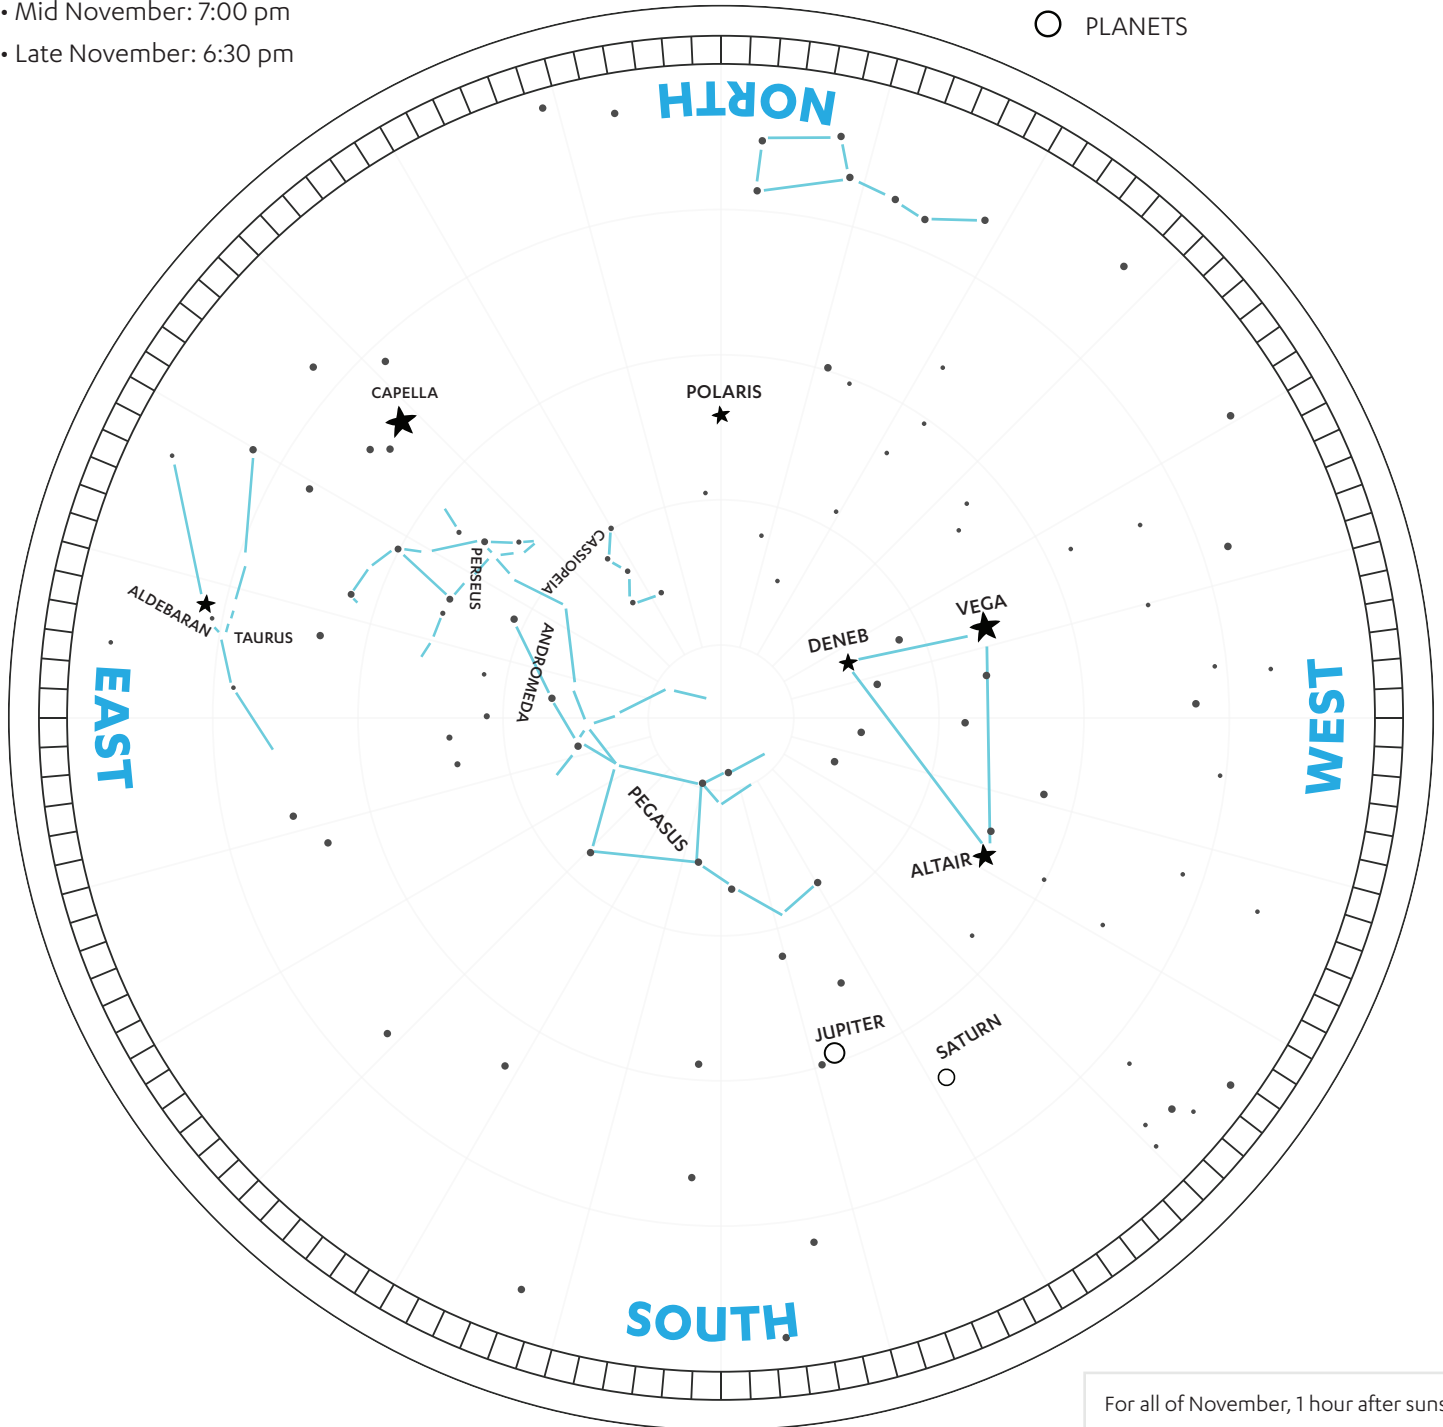 • Mid November: 7:00 pm
• Late November: 6:30 pm
PLANETS
NORTH
CAPELLA
POLARIS
CASSIOPEIA
PERSEUS
ALDEBARAN
TAURUS
ANDROMEDA
VEGA
DENEB
EAST
WEST
PEGASUS
ALTAIR
JUPITER
SATURN
SOUTH
For all of November, 1 hour after suns